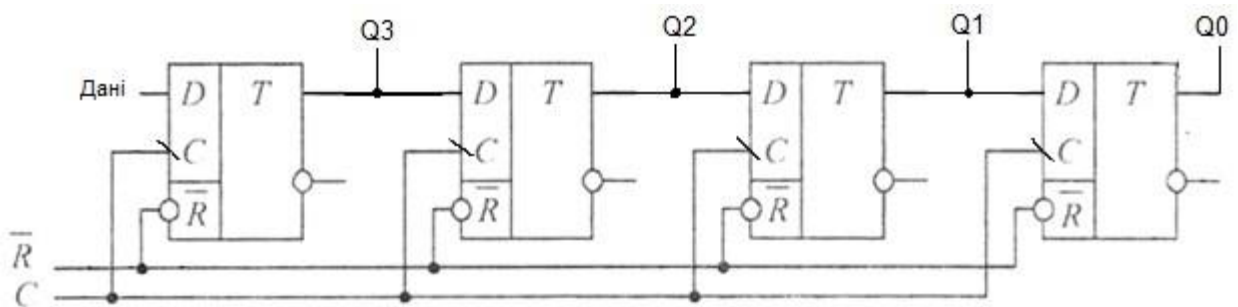 Q3 Q2 Q1 Q0
Дані D T D T D T D T
C C C C
R̅ R̅ R̅ R̅
R̅
C